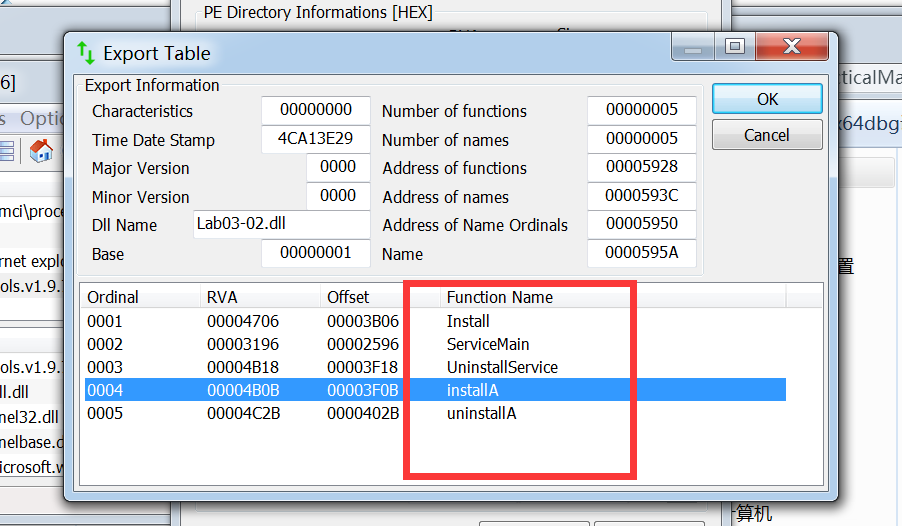 PE Directory Informations [HEX]
Export Table
6]
Export Information
Characteristics 00000000 Number of functions 00000005 OK
Time Date Stamp 4CA13E29 Number of names 00000005 Cancel
Major Version 0000 Address of functions 00005928
Minor Version 0000 Address of names 0000593C
Dll Name Lab03-02.dll Address of Name Ordinals 00005950
Base 00000001 Name 0000595A
Ordinal RVA Offset Function Name
0001 00004706 00003B06 Install
0002 00003196 00002596 ServiceMain
0003 00004B18 00003F18 UninstallService
0004 00004B0B 00003F0B installA
0005 00004C2B 0000402B uninstallA
s Optio
mci\proce
ernet explo
ols.v1.9.
ols.v1.9.
ll.dll
nel32.dll
nelbase.d
icrosoft.w
ticalMa
x64dbg
置
算机